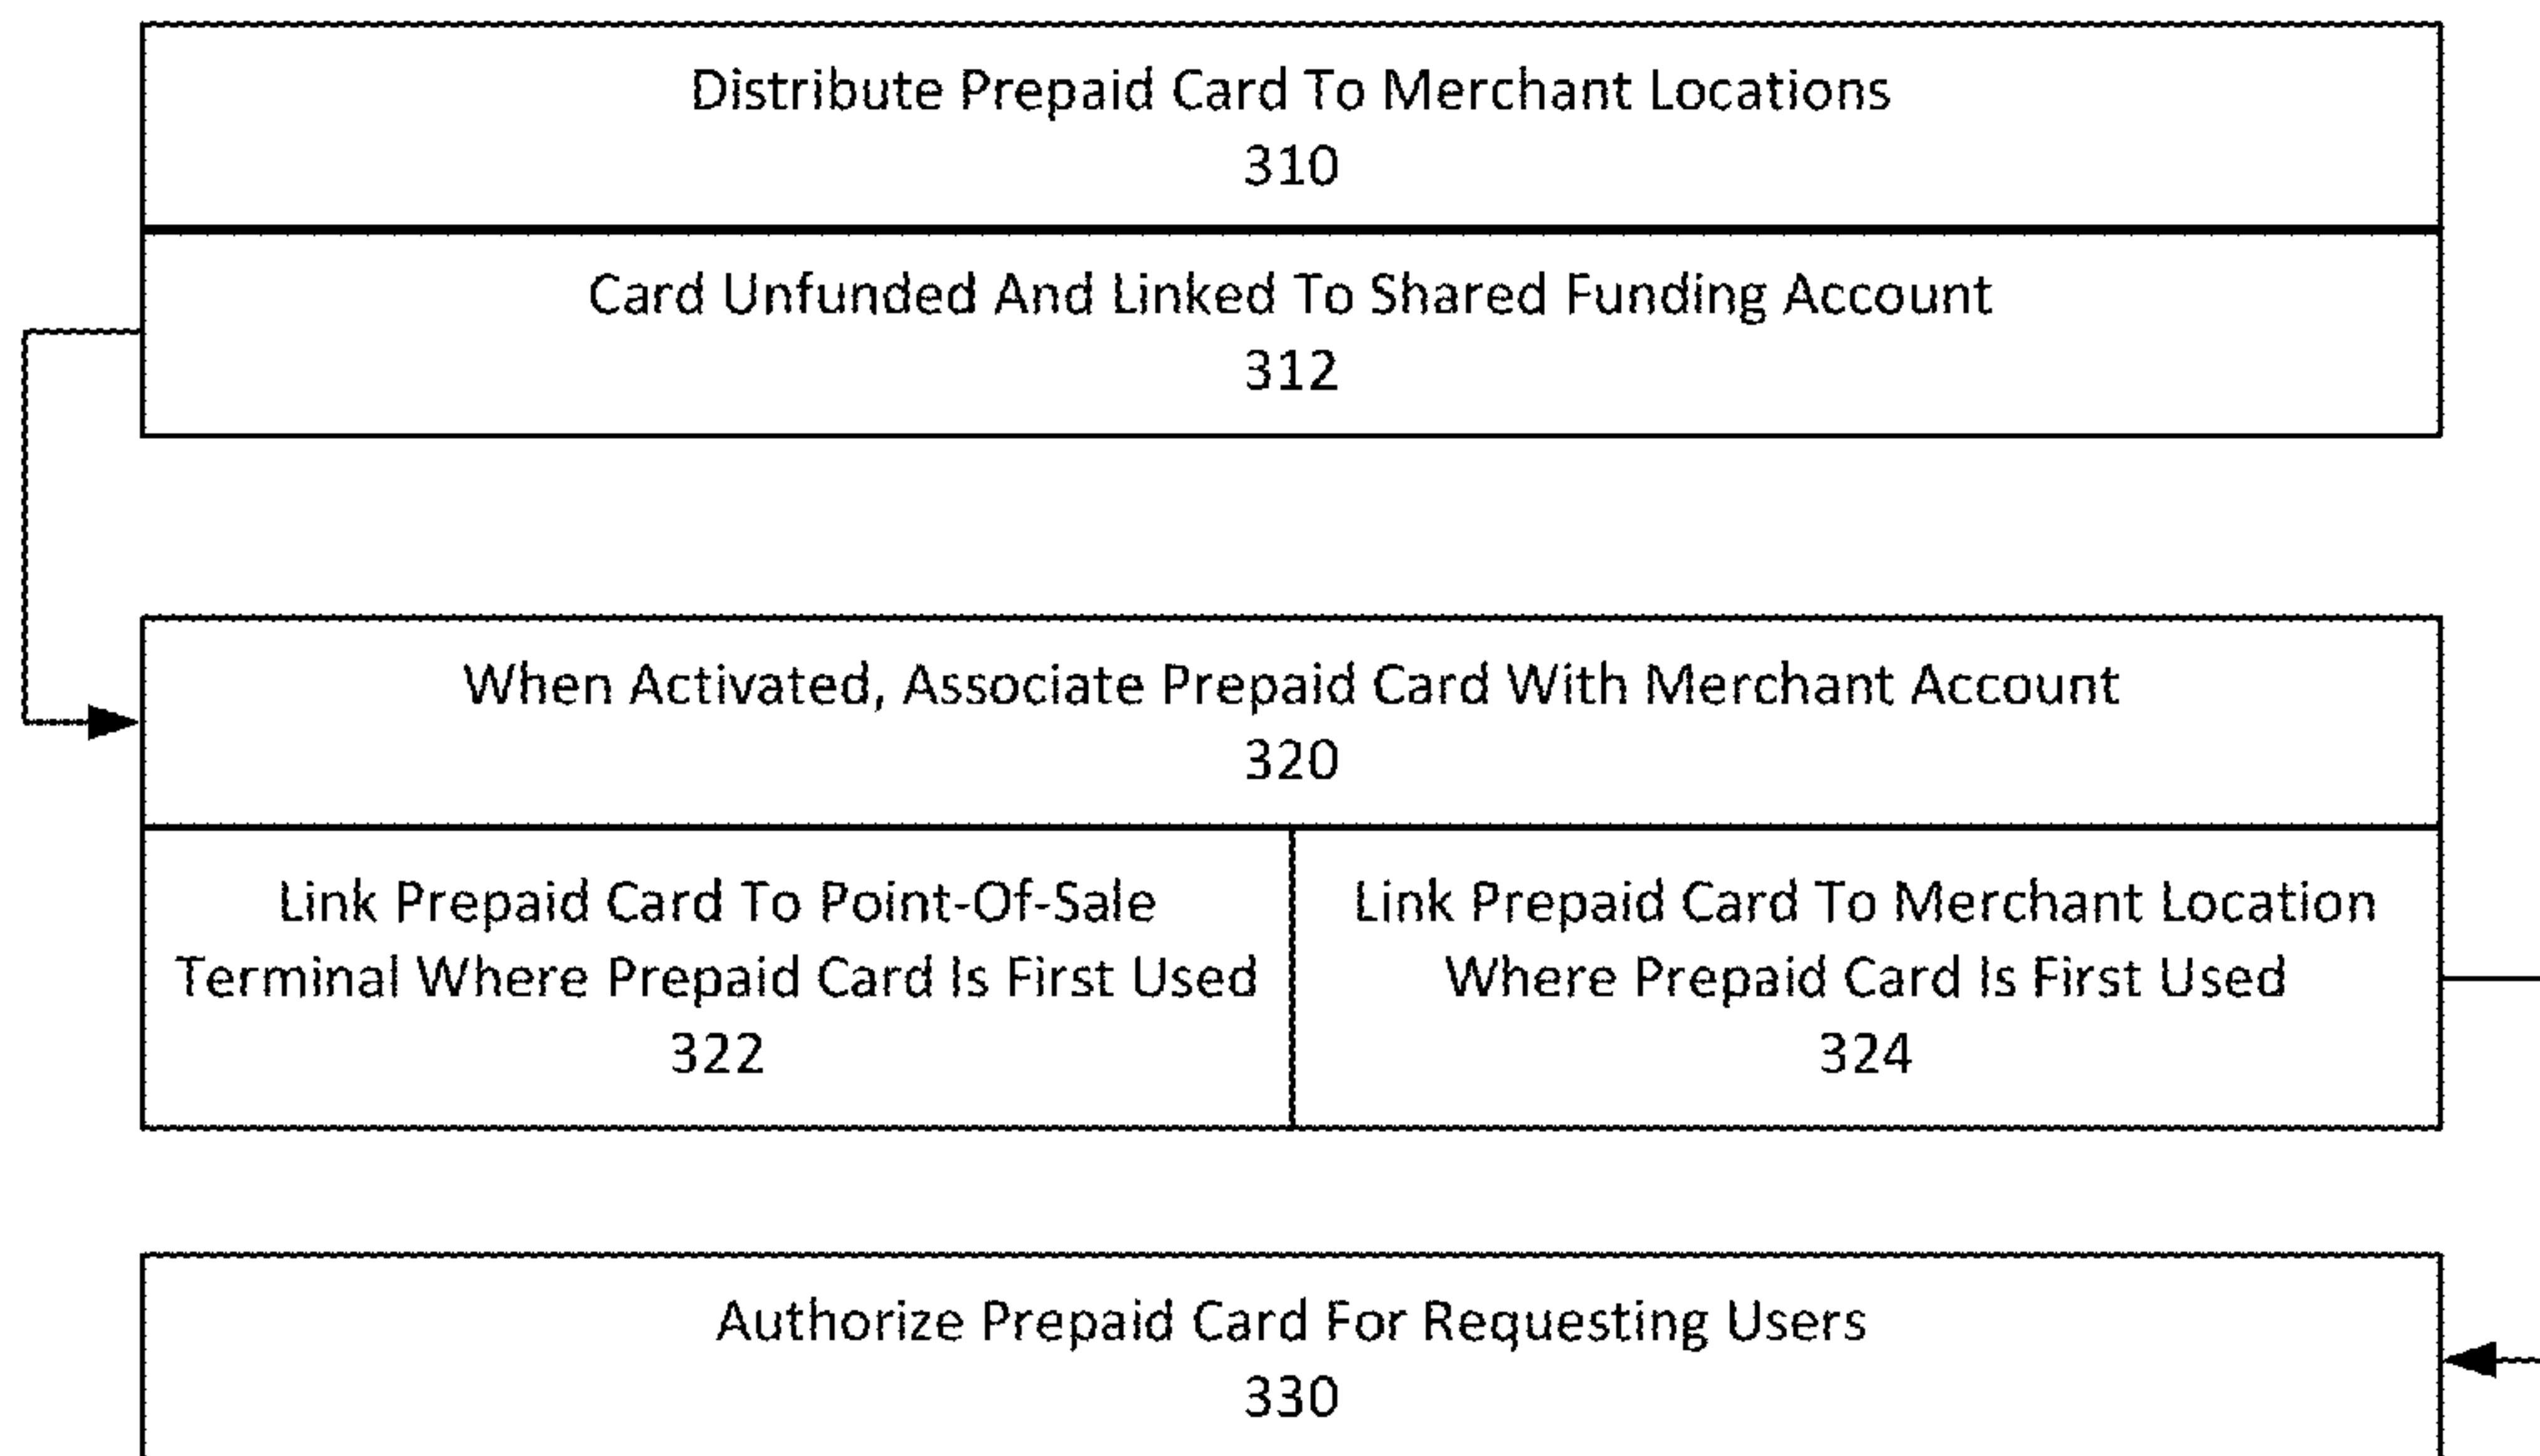 Distribute Prepaid Card To Merchant Locations
310
Card Unfunded And Linked To Shared Funding Account
312
When Activated, Associate Prepaid Card With Merchant Account
320
Link Prepaid Card To Point-Of-Sale
Terminal Where Prepaid Card Is First Used
322
Link Prepaid Card To Merchant Location
Where Prepaid Card Is First Used
324
Authorize Prepaid Card For Requesting Users
330